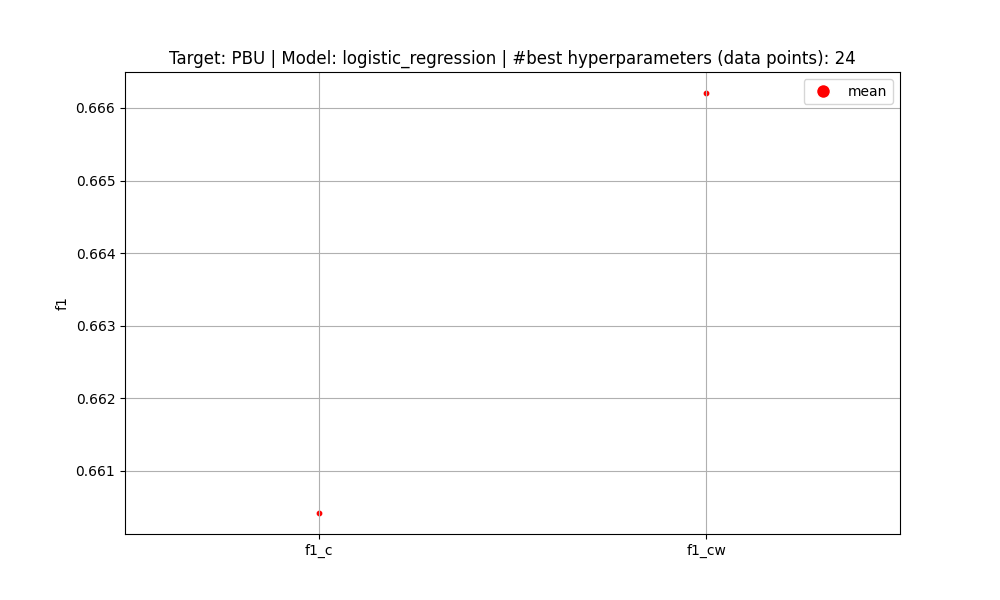 Target: PBU | Model: logistic_regression | #best hyperparameters (data points): 24
mean
0.666
0.665
0.664
0.663
0.662
0.661
f1
f1_c
f1_cw